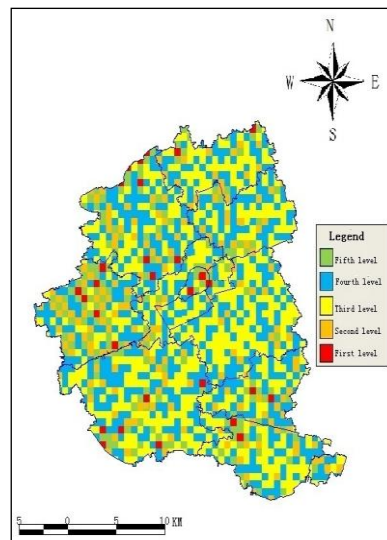 N
W E
S
Legend
Fifth level
Fourth level
Third level
Second level
First level
5 0 5 10 KM